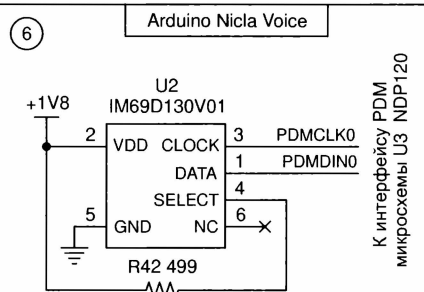 6
Arduino Nicla Voice
U2
IM69D130V01
+1V8
2 VDD CLOCK 3 PDMCLK0
DATA 1 PDMDIN0
SELECT 4
5 GND NC 6
R42 499
К интерфейсу PDM
микросхемы U3 NDP120